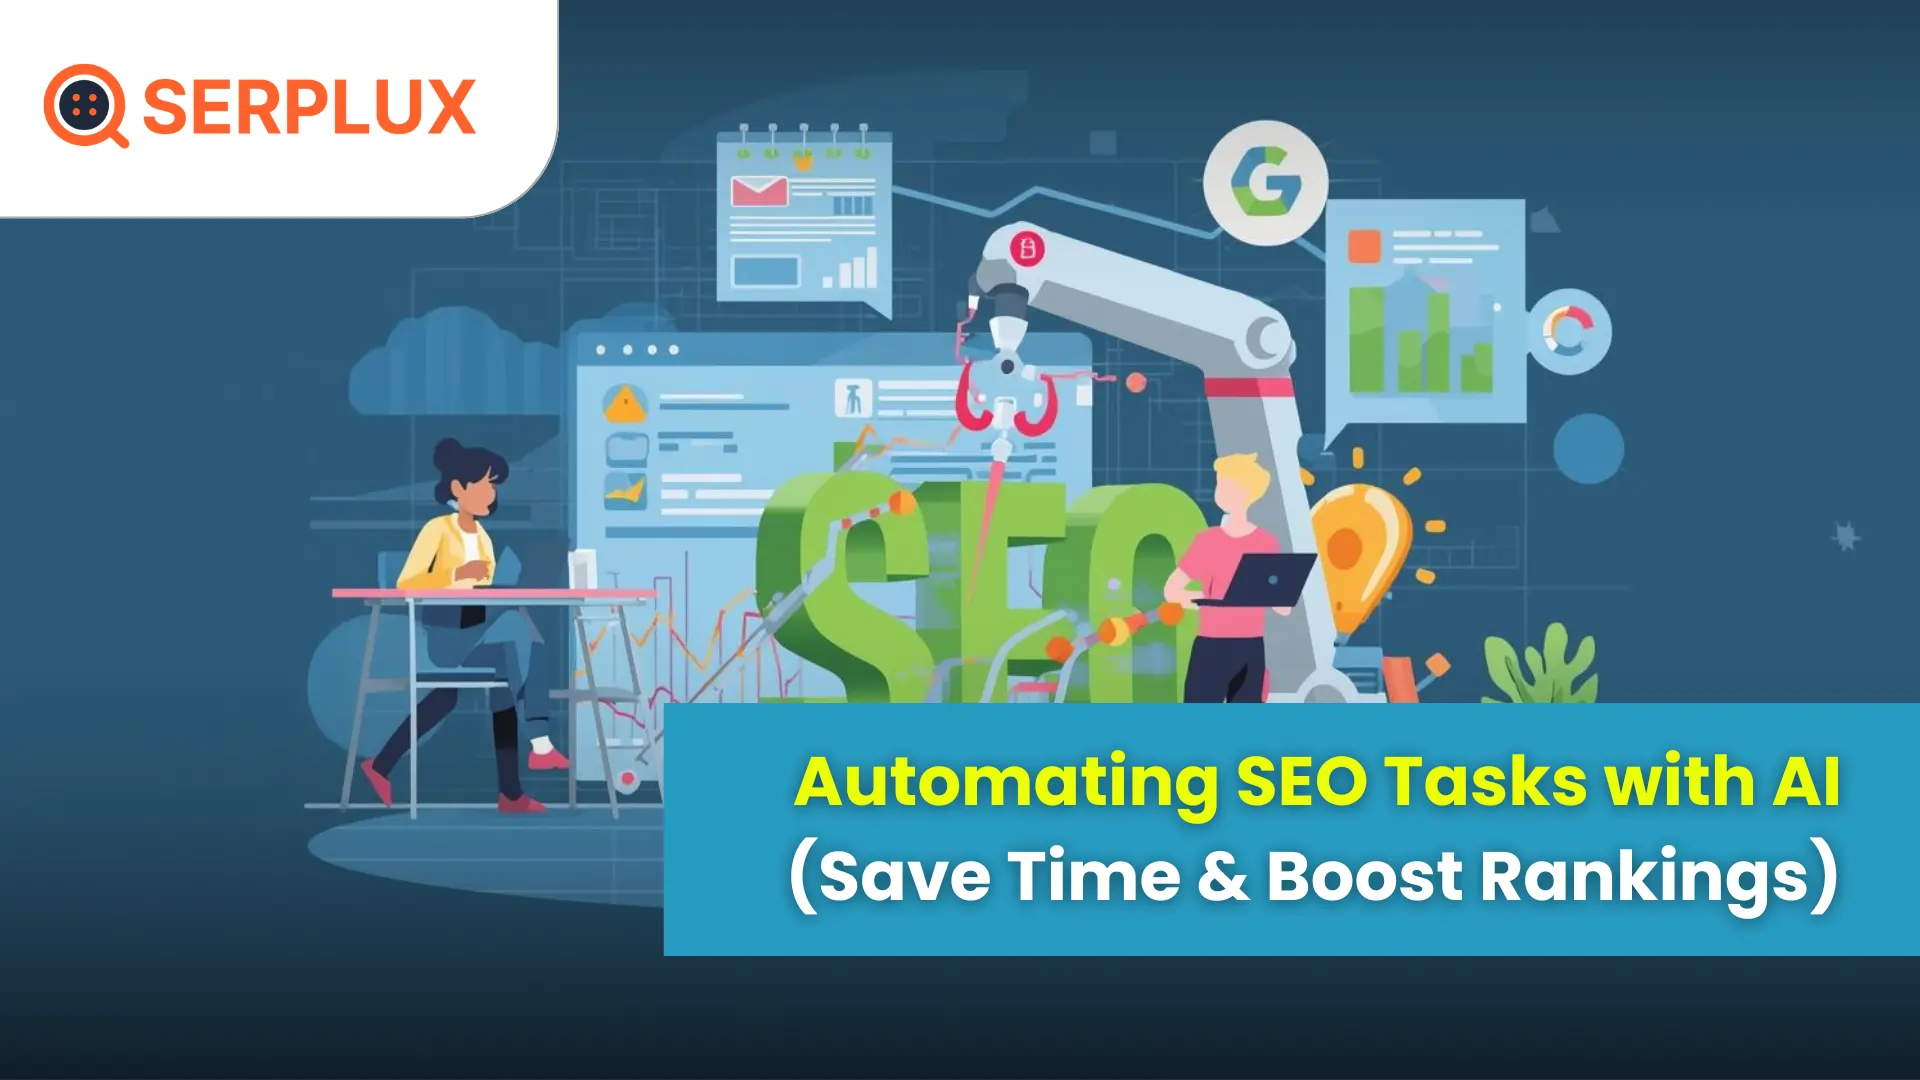 SERPLUX
G
SEO
Automating SEO Tasks with AI
(Save Time & Boost Rankings)